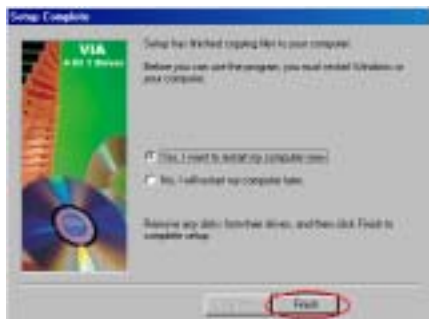 Setup Complete
VIA
4 in 1 Drivers
Setup has finished copying files to your computer.
Before you can use the program, you must restart Windows or
your computer.
Yes, I want to restart my computer now.
No, I will restart my computer later.
Remove any disks from their drives, and then click Finish to
complete setup.
Finish